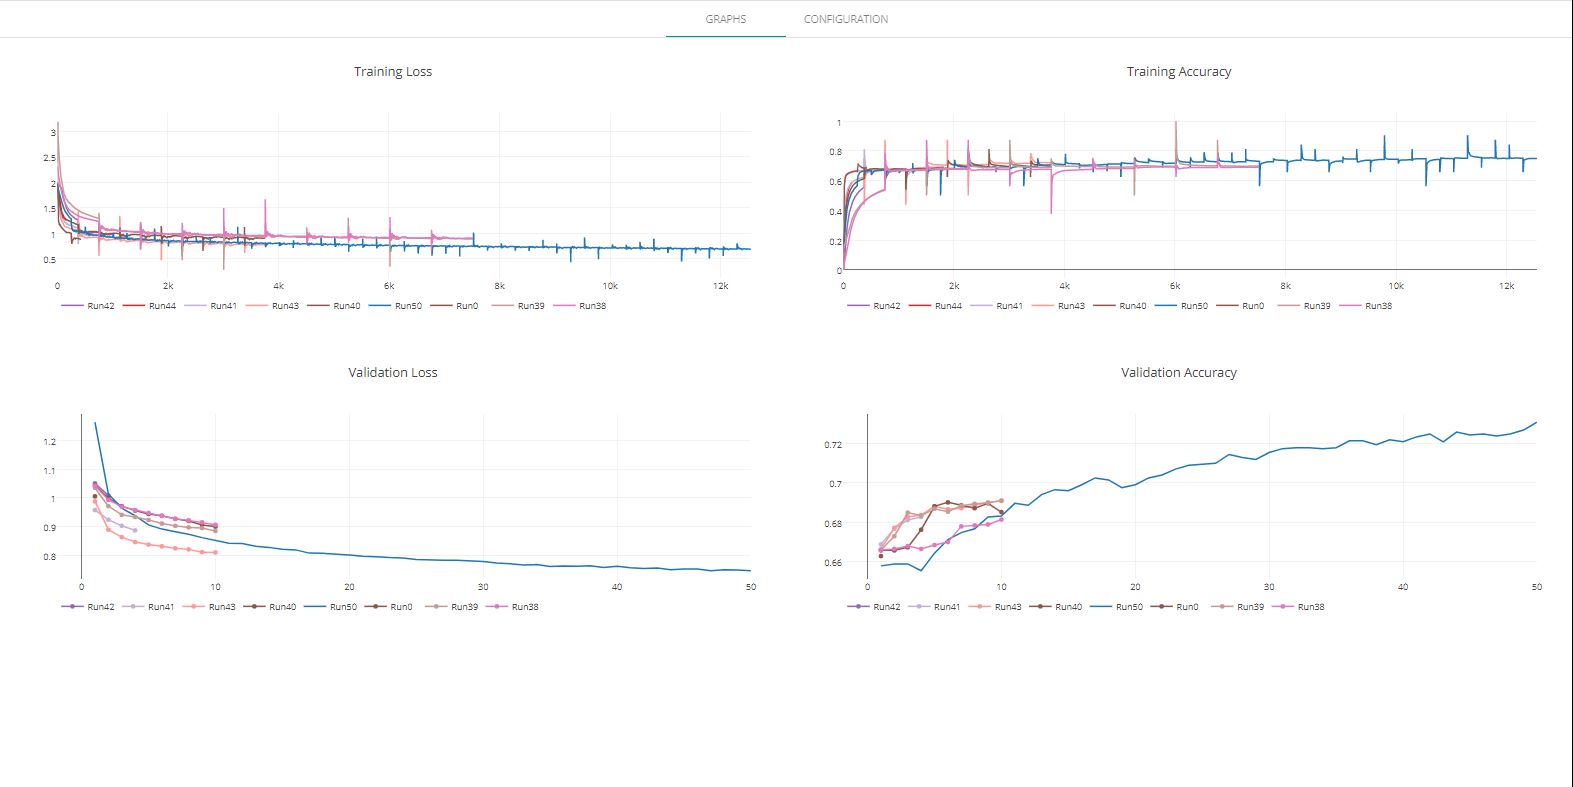 GRAPHS CONFIGURATION
Training Loss
3
2.5
2
1.5
1
0.5
0 2k 4k 6k 8k 10k 12k
Run42 Run44 Run41 Run43 Run40 Run50 Run0 Run39 Run38
Training Accuracy
1
0.8
0.6
0.4
0.2
0
0 2k 4k 6k 8k 10k 12k
Run42 Run44 Run41 Run43 Run40 Run50 Run0 Run39 Run38
Validation Loss
1.2
1.1
1
0.9
0.8
0 10 20 30 40 50
Run42 Run41 Run43 Run40 Run50 Run0 Run39 Run38
Validation Accuracy
0.72
0.7
0.68
0.66
0 10 20 30 40 50
Run42 Run41 Run43 Run40 Run50 Run0 Run39 Run38